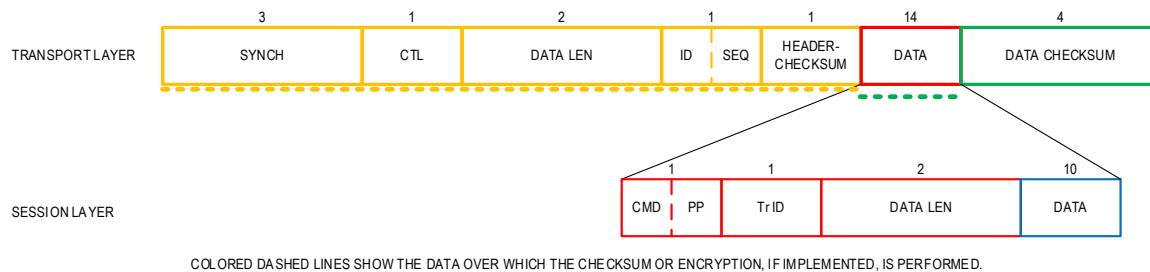 3 1 2 1 1 14 4
TRANSPORT LAYER SYNCH CTL DATA LEN ID SEQ HEADER-
CHECKSUM DATA DATA CHECKSUM
1 1 2 10
SESSION LAYER CMD PP Tr ID DATA LEN DATA
COLORED DASHED LINES SHOW THE DATA OVER WHICH THE CHECKSUM OR ENCRYPTION, IF IMPLEMENTED, IS PERFORMED.